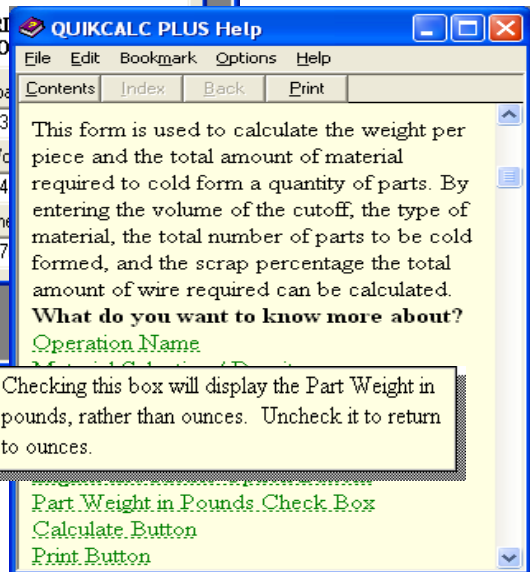 QUIKCALC PLUS Help
File Edit Bookmark Options Help
Contents Index Back Print
This form is used to calculate the weight per
piece and the total amount of material
required to cold form a quantity of parts. By
entering the volume of the cutoff, the type of
material, the total number of parts to be cold
formed, and the scrap percentage the total
amount of wire required can be calculated.
What do you want to know more about?
Operation Name
Checking this box will display the Part Weight in
pounds, rather than ounces. Uncheck it to return
to ounces.
Part Weight in Pounds Check Box
Calculate Button
Print Button